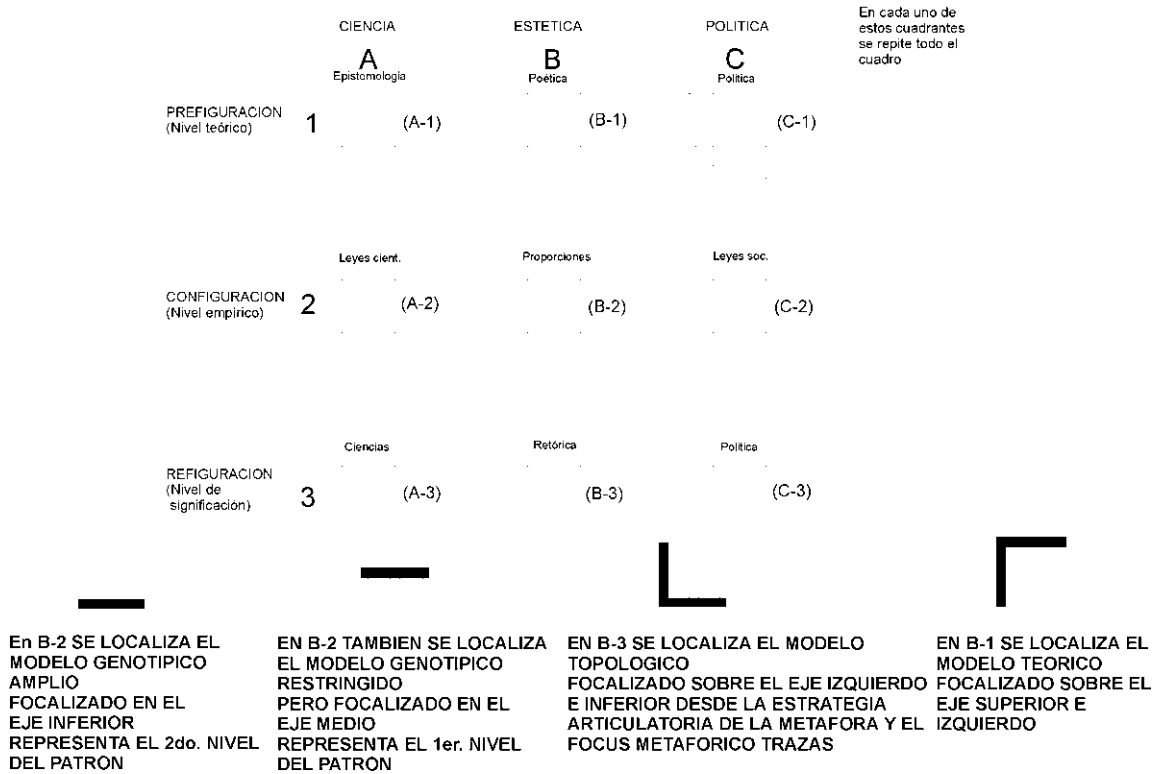 CIENCIA
ESTETICA
POLITICA
En cada uno de
estos cuadrantes
se repite todo el
cuadro
A
B
C
Epistemologia
Poética
Política
PREFIGURACION
(Nivel teórico)
1
(A-1)
(B-1)
(C-1)
Leyes cient.
Proporciones
Leyes soc.
CONFIGURACION
(Nivel empírico)
2
(A-2)
(B-2)
(C-2)
Ciencias
Retórica
Política
REFIGURACION
(Nivel de
significación)
3
(A-3)
(B-3)
(C-3)
En B-2 SE LOCALIZA EL
MODELO GENOTIPICO
AMPLIO
FOCALIZADO EN EL
EJE INFERIOR
REPRESENTA EL 2do. NIVEL
DEL PATRON
EN B-2 TAMBIEN SE LOCALIZA
EL MODELO GENOTIPICO
RESTRINGIDO
PERO FOCALIZADO EN EL
EJE MEDIO
REPRESENTA EL 1er. NIVEL
DEL PATRON
EN B-3 SE LOCALIZA EL MODELO
TOPOLOGICO
FOCALIZADO SOBRE EL EJE IZQUIERDO
E INFERIOR DESDE LA ESTRATEGIA
ARTICULATORIA DE LA METAFORA Y EL
FOCUS METAFORICO TRAZAS
EN B-1 SE LOCALIZA EL
MODELO TEORICO
FOCALIZADO SOBRE EL
EJE SUPERIOR E
IZQUIERDO